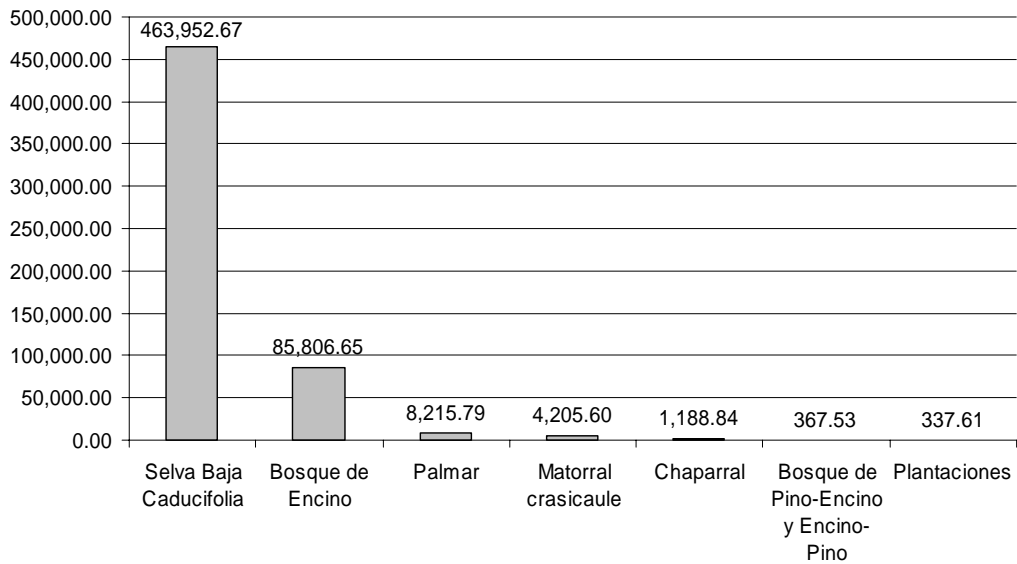 500,000.00
450,000.00
400,000.00
350,000.00
300,000.00
250,000.00
200,000.00
150,000.00
100,000.00
50,000.00
0.00
463,952.67
85,806.65
8,215.79
4,205.60
1,188.84
367.53
337.61
Selva Baja
Caducifolia
Bosque de
Encino
Palmar
Matorral
crasicaule
Chaparral
Bosque de
Pino-Encino
y Encino-
Pino
Plantaciones